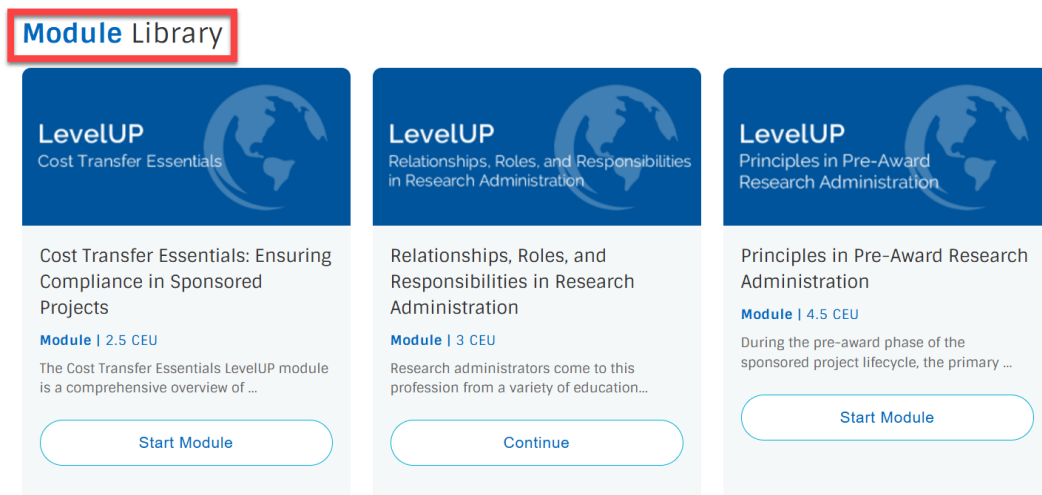 Module Library
LevelUP
Cost Transfer Essentials
Cost Transfer Essentials: Ensuring
Compliance in Sponsored
Projects
Module | 2.5 CEU
The Cost Transfer Essentials LevelUP module
is a comprehensive overview of ...
Start Module
LevelUP
Relationships, Roles, and Responsibilities
in Research Administration
Relationships, Roles, and
Responsibilities in Research
Administration
Module | 3 CEU
Research administrators come to this
profession from a variety of education...
Continue
LevelUP
Principles in Pre-Award
Research Administration
Principles in Pre-Award Research
Administration
Module | 4.5 CEU
During the pre-award phase of the
sponsored project lifecycle, the primary ...
Start Module